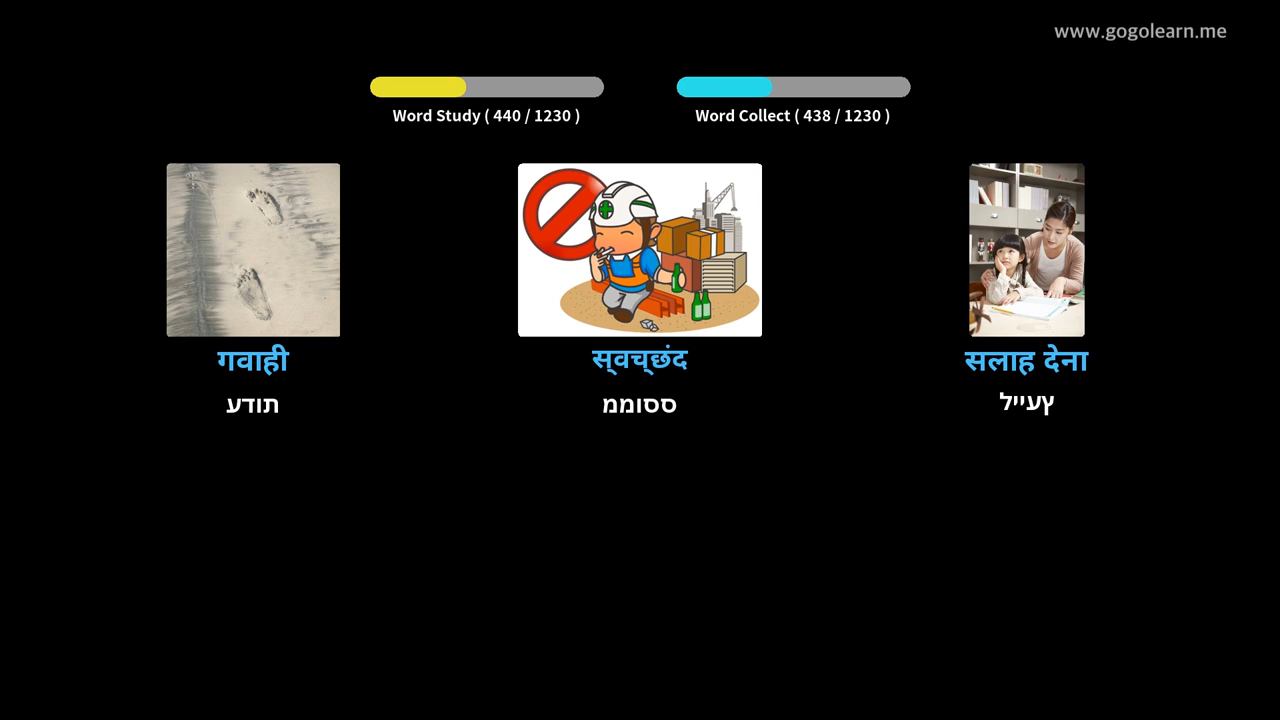 www.gogolearn.me
Word Study ( 440 / 1230 )
Word Collect ( 438 / 1230 )
गवाही
स्वच्छंद
सलाह देना
תודע
ססוממ
ץעייל